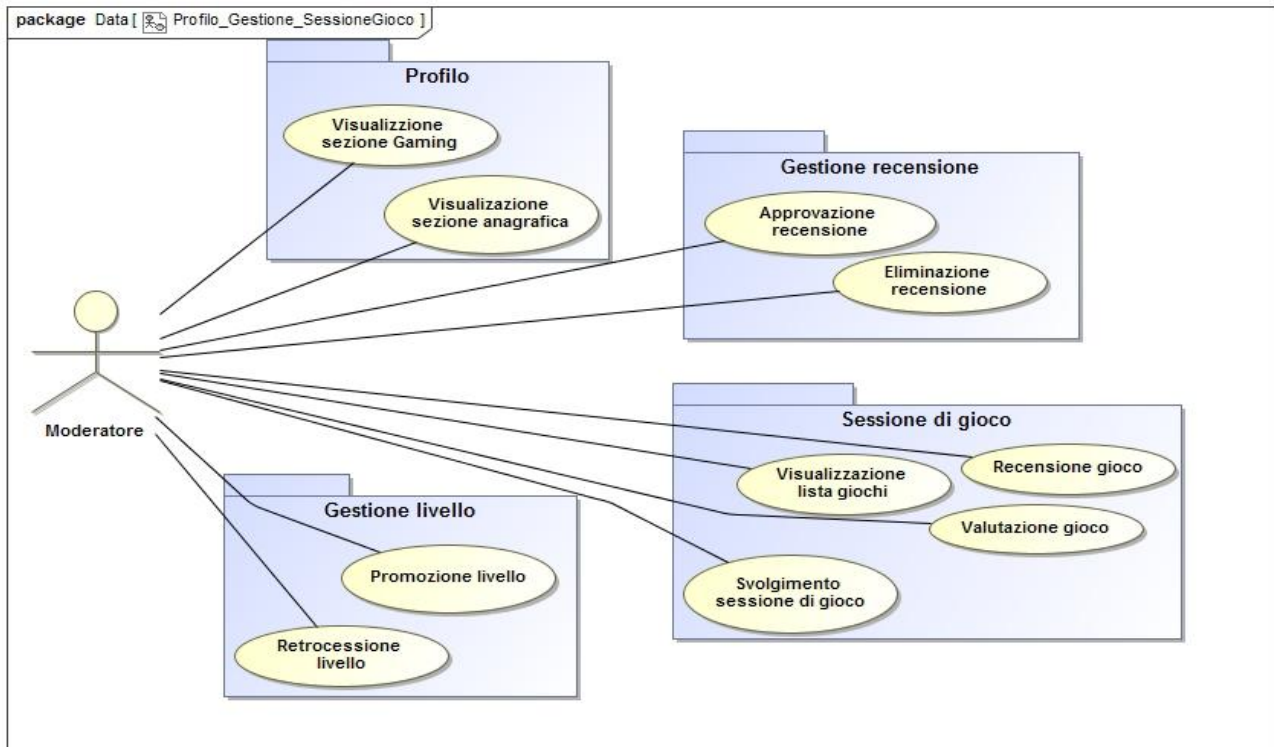 package Data [ Profilo_Gestione_SessioneGioco ]
Profilo
Visualizzione
sezione Gaming
Visualizazione
sezione anagrafica
Gestione recensione
Approvazione
recensione
Eliminazione
recensione
Moderatore
Sessione di gioco
Recensione gioco
Visualizzazione
lista giochi
Valutazione gioco
Svolgimento
sessione di gioco
Gestione livello
Promozione livello
Retrocessione
livello